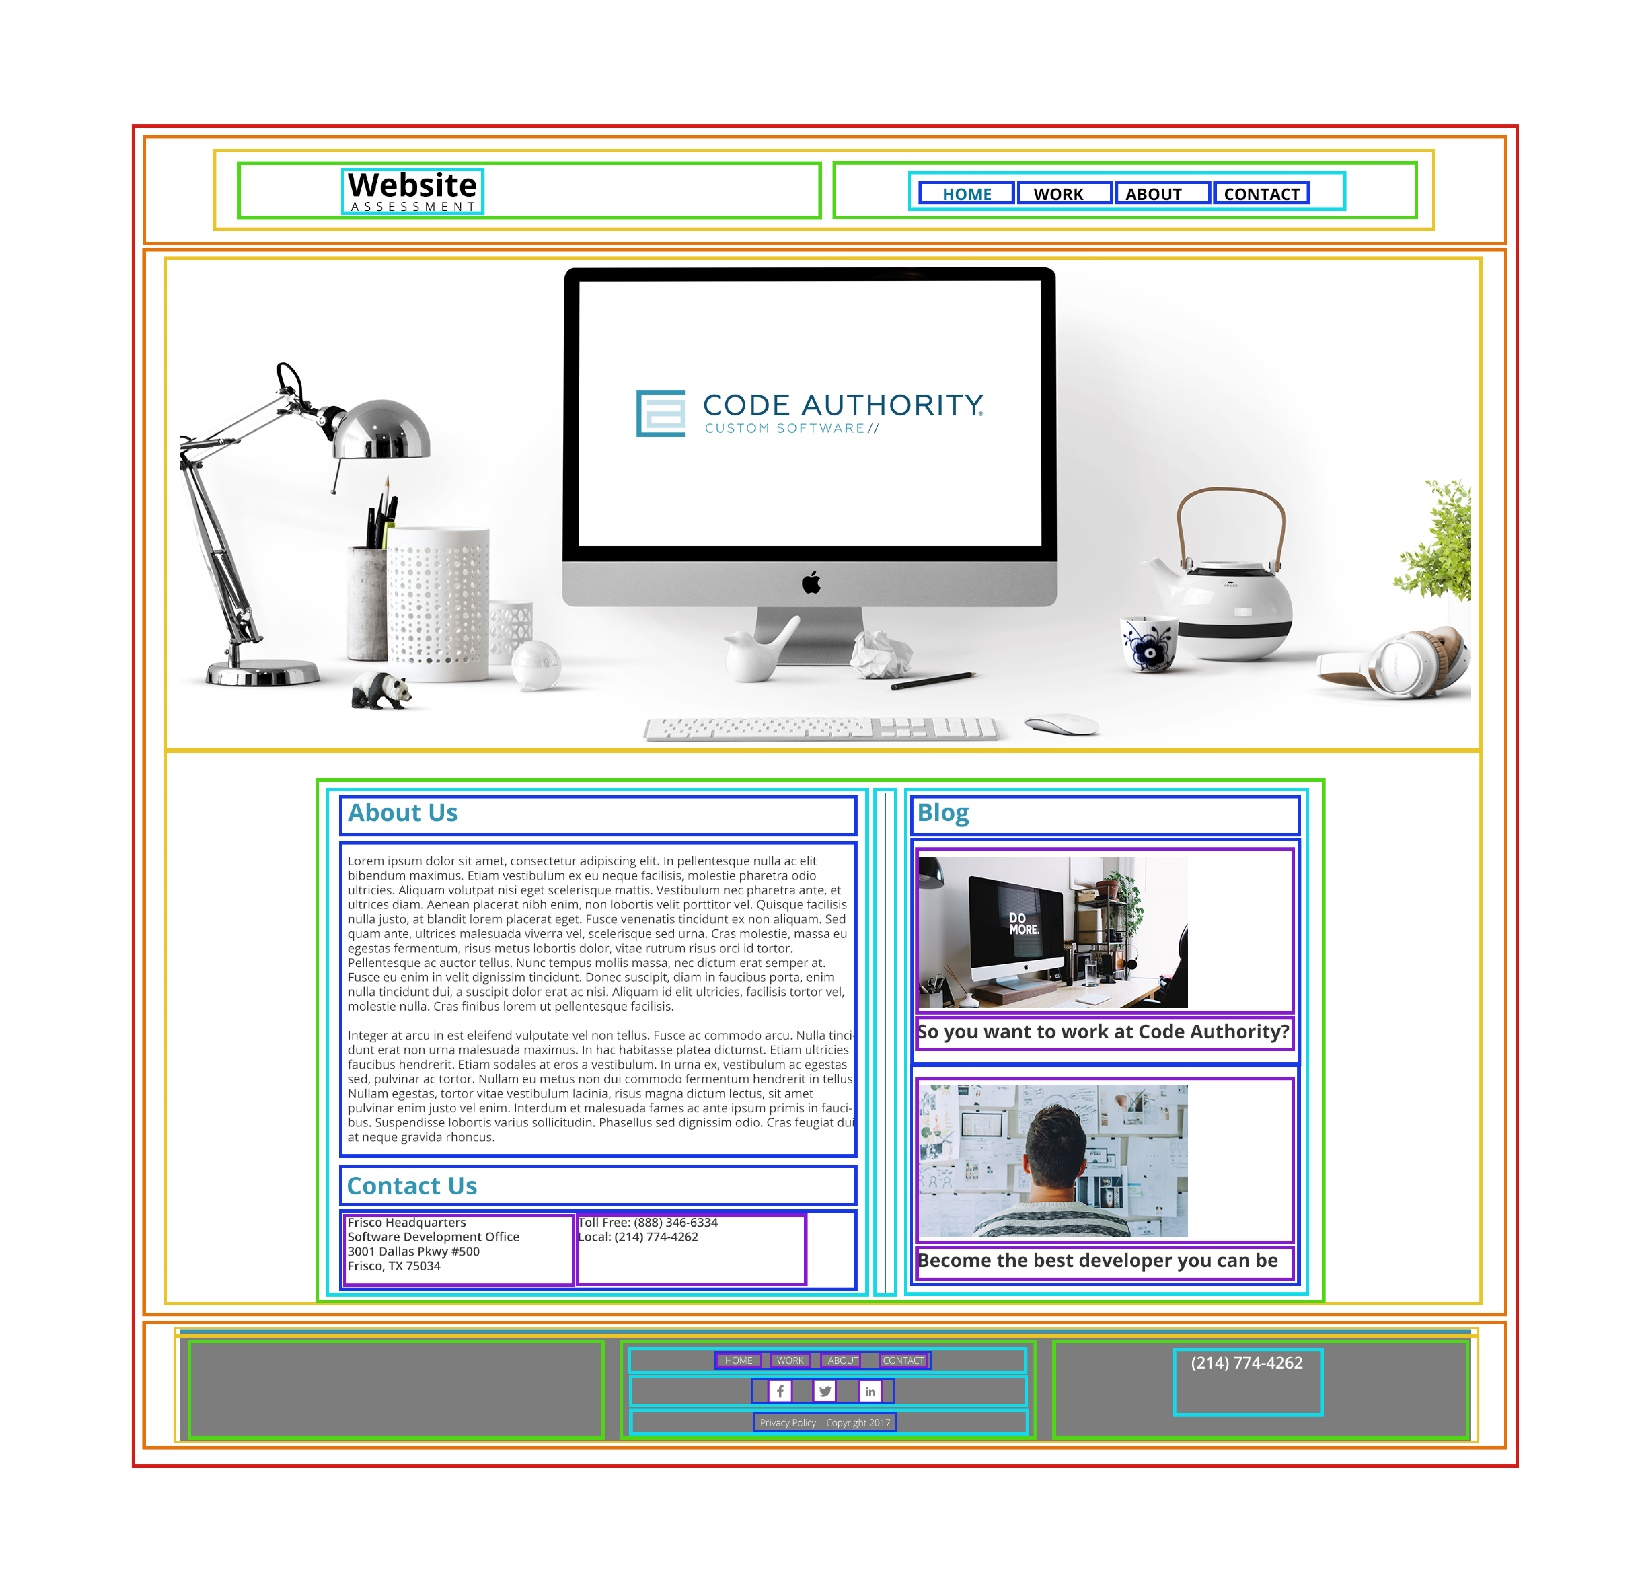 Website
ASSESSMENT
HOME WORK ABOUT CONTACT
CODE AUTHORITY®
CUSTOM SOFTWARE//
About Us
Lorem ipsum dolor sit amet, consectetur adipiscing elit. In pellentesque nulla ac elit
bibendum maximus. Etiam vestibulum ex eu neque facilisis, molestie pharetra odio
ultricies. Aliquam volutpat nisi eget scelerisque mattis. Vestibulum nec pharetra ante, et
ultrices diam. Aenean placerat nibh enim, non lobortis velit porttitor vel. Quisque facilisis
nulla justo, at blandit lorem placerat eget. Fusce venenatis tincidunt ex non aliquam. Sed
quam ante, ultrices malesuada viverra vel, scelerisque sed urna. Cras molestie, massa eu
egestas fermentum, risus metus lobortis dolor, vitae rutrum risus orci id tortor.
Pellentesque ac auctor tellus. Nunc tempus mollis massa, nec dictum erat semper at.
Fusce eu enim in velit dignissim tincidunt. Donec suscipit, diam in faucibus porta, enim
nulla tincidunt dui, a suscipit dolor erat ac nisi. Aliquam id elit ultricies, facilisis tortor vel,
molestie nulla. Cras finibus lorem ut pellentesque facilisis.
Integer at arcu in est eleifend vulputate vel non tellus. Fusce ac commodo arcu. Nulla tinci-
dunt erat non urna malesuada maximus. In hac habitasse platea dictumst. Etiam ultricies
faucibus hendrerit. Etiam sodales at eros a vestibulum. In urna ex, vestibulum ac egestas
sed, pulvinar ac tortor. Nullam eu metus non dui commodo fermentum hendrerit in tellus.
Nullam egestas, tortor vitae vestibulum lacinia, risus magna dictum lectus, sit amet
pulvinar enim justo vel enim. Interdum et malesuada fames ac ante ipsum primis in fauci-
bus. Suspendisse lobortis varius sollicitudin. Phasellus sed dignissim odio. Cras feugiat dui
at neque gravida rhoncus.
Contact Us
Frisco Headquarters
Software Development Office
3001 Dallas Pkwy #500
Frisco, TX 75034
Toll Free: (888) 346-6334
Local: (214) 774-4262
Blog
DO
MORE.
So you want to work at Code Authority?
Become the best developer you can be
HOME WORK ABOUT CONTACT
f in
Privacy Policy Copyright 2017
(214) 774-4262